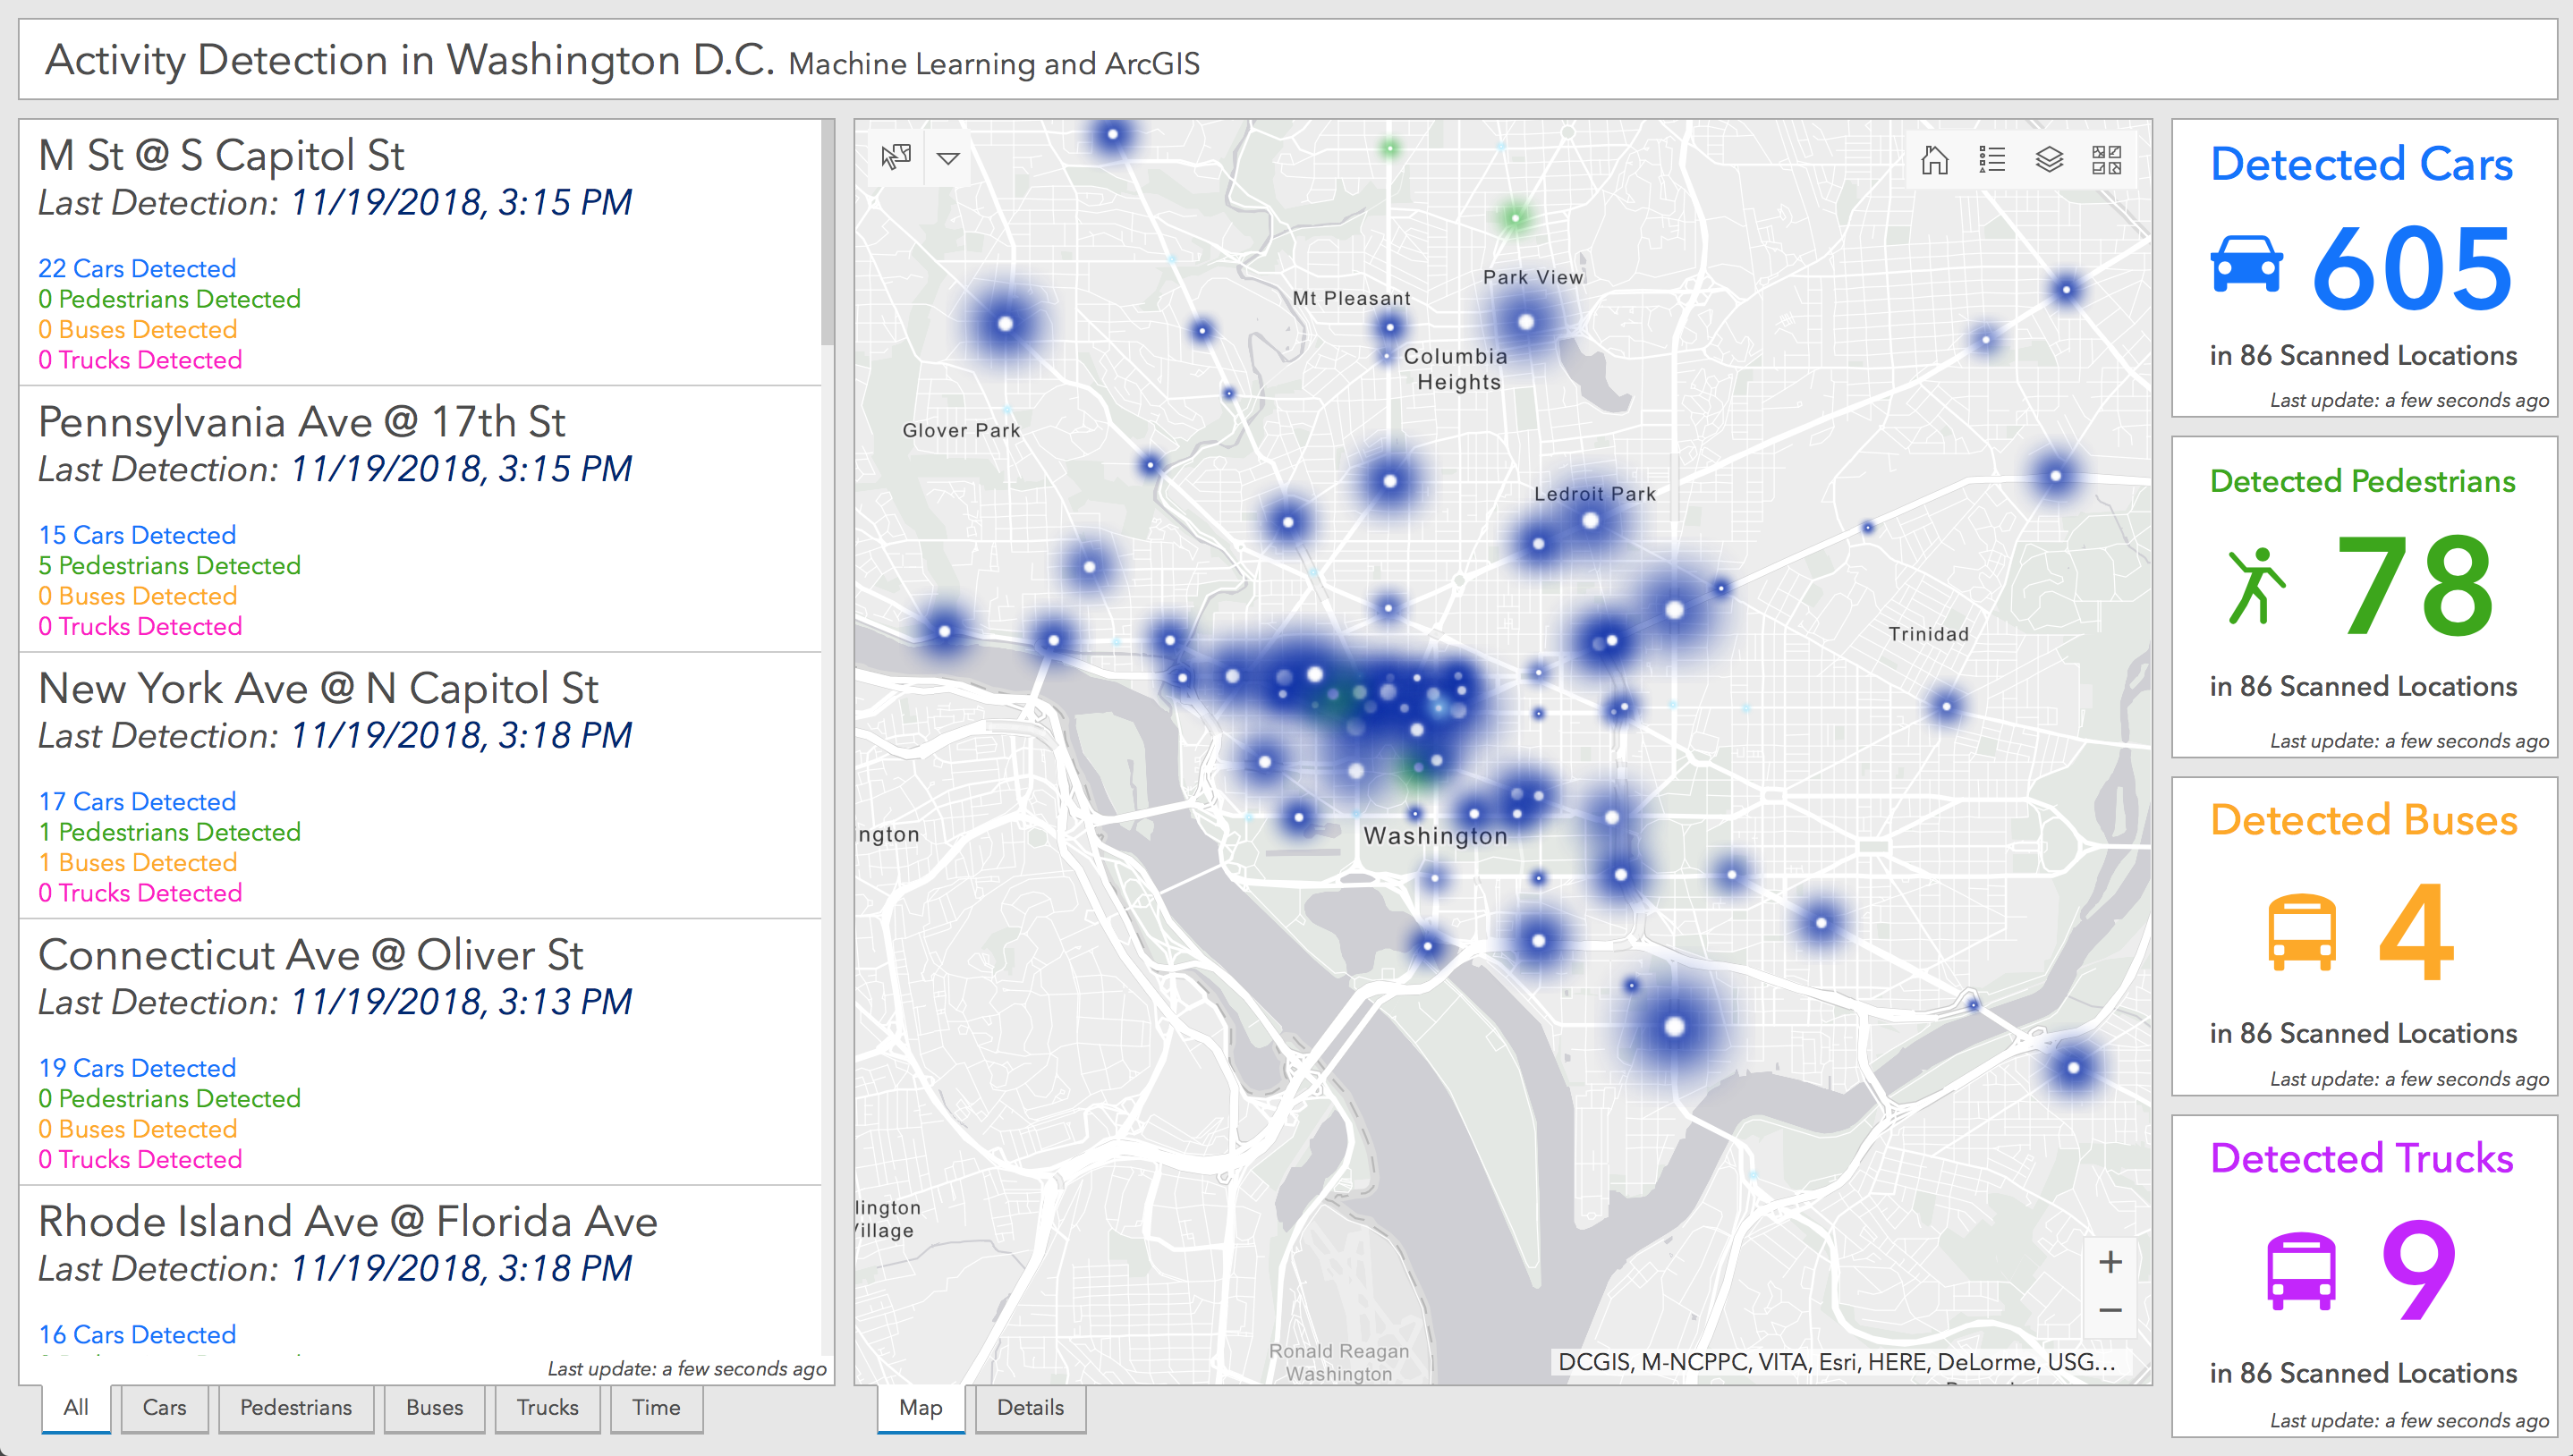 Activity Detection in Washington D.C. Machine Learning and ArcGIS
M St @ S Capitol St
Last Detection: 11/19/2018, 3:15 PM
22 Cars Detected
0 Pedestrians Detected
0 Buses Detected
0 Trucks Detected
Pennsylvania Ave @ 17th St
Last Detection: 11/19/2018, 3:15 PM
15 Cars Detected
5 Pedestrians Detected
0 Buses Detected
0 Trucks Detected
New York Ave @ N Capitol St
Last Detection: 11/19/2018, 3:18 PM
17 Cars Detected
1 Pedestrians Detected
1 Buses Detected
0 Trucks Detected
Connecticut Ave @ Oliver St
Last Detection: 11/19/2018, 3:13 PM
19 Cars Detected
0 Pedestrians Detected
0 Buses Detected
0 Trucks Detected
Rhode Island Ave @ Florida Ave
Last Detection: 11/19/2018, 3:18 PM
16 Cars Detected
Last update: a few seconds ago
All
Cars
Pedestrians
Buses
Trucks
Time
Park View
Mt Pleasant
Columbia
Heights
Glover Park
Ledroit Park
Trinidad
ngton
Washington
lington
Village
Ronald Reagan
Washington
DCGIS, M-NCPPC, VITA, Esri, HERE, DeLorme, USG...
+
−
Map
Details
Detected Cars
605
in 86 Scanned Locations
Last update: a few seconds ago
Detected Pedestrians
78
in 86 Scanned Locations
Last update: a few seconds ago
Detected Buses
4
in 86 Scanned Locations
Last update: a few seconds ago
Detected Trucks
9
in 86 Scanned Locations
Last update: a few seconds ago